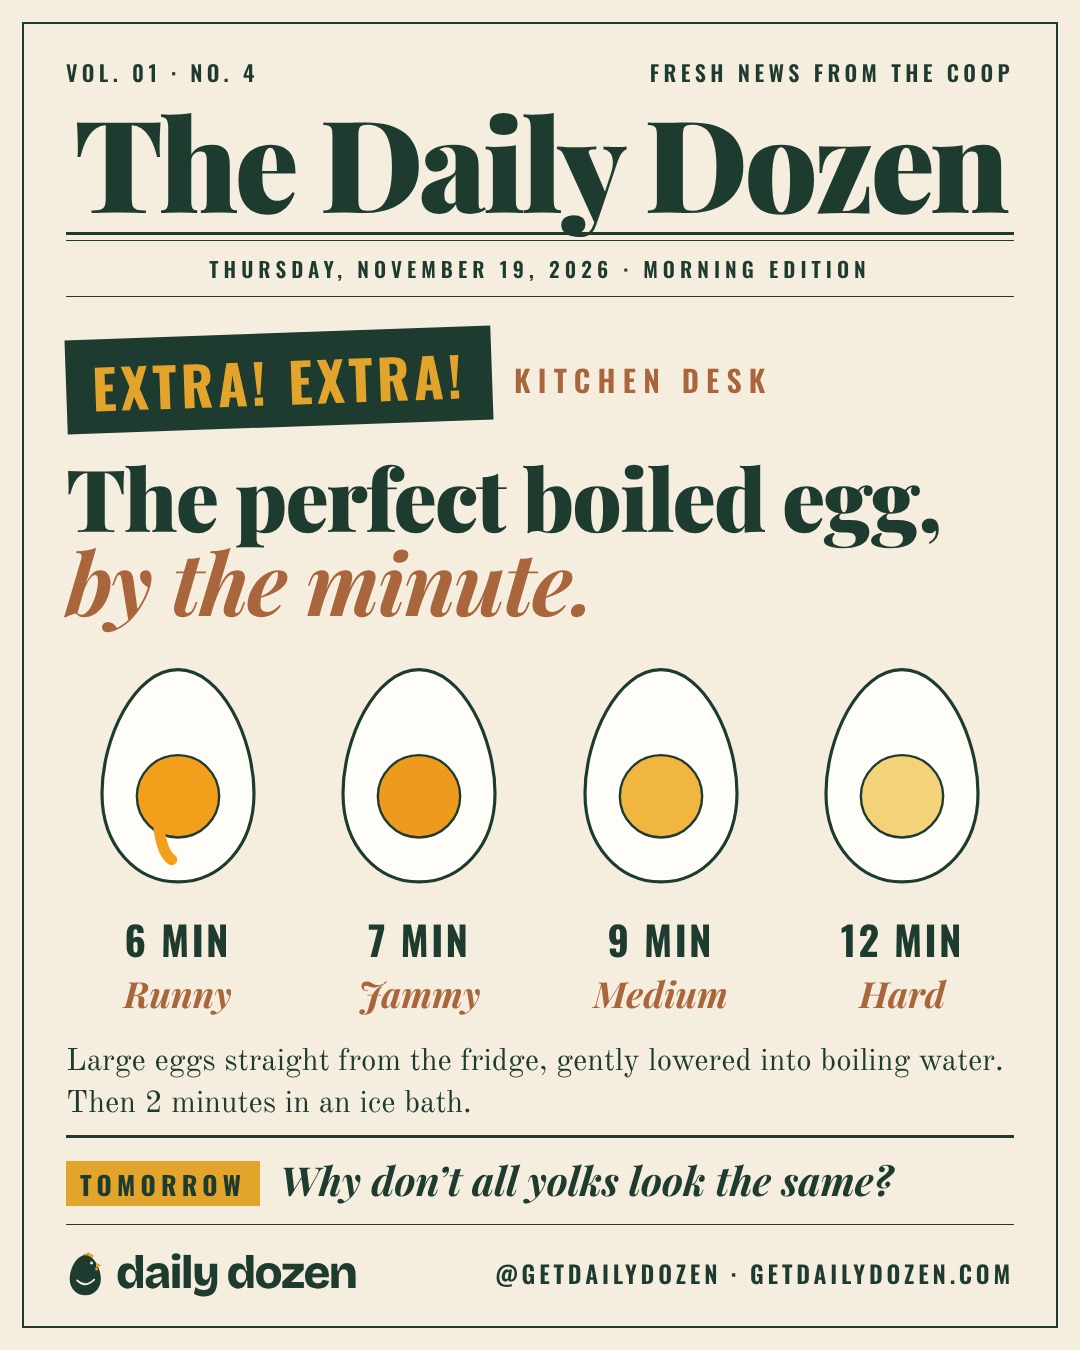 VOL. 01 · NO. 4
FRESH NEWS FROM THE COOP
The Daily Dozen
THURSDAY, NOVEMBER 19, 2026 · MORNING EDITION
EXTRA! EXTRA!
KITCHEN DESK
The perfect boiled egg,
by the minute.
6 MIN
Runny
7 MIN
Jammy
9 MIN
Medium
12 MIN
Hard
Large eggs straight from the fridge, gently lowered into boiling water.
Then 2 minutes in an ice bath.
TOMORROW
Why don’t all yolks look the same?
daily dozen
@GETDAILYDOZEN · GETDAILYDOZEN.COM